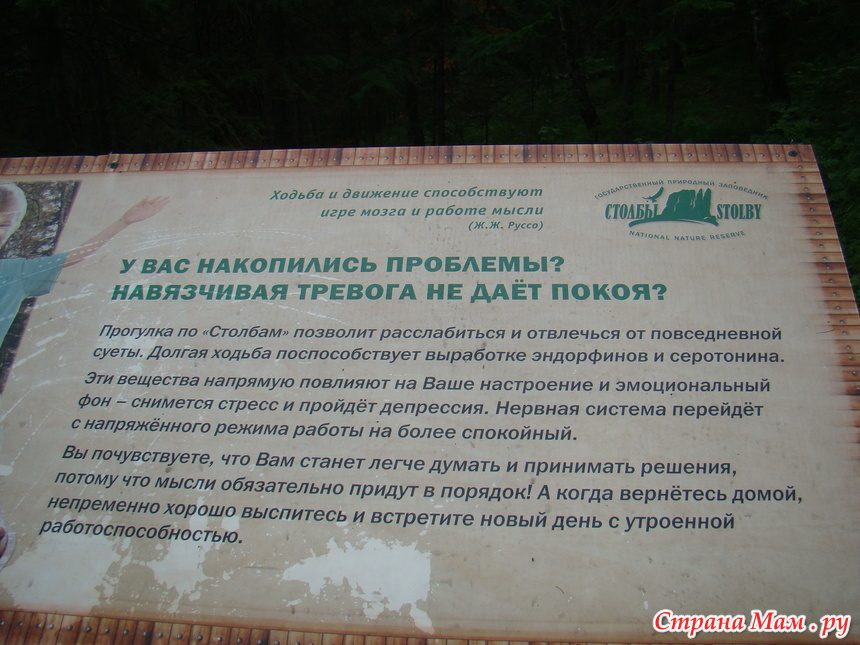 Ходьба и движение способствуют
игре мозга и работе мысли
(Ж.Ж. Руссо)
ГОСУДАРСТВЕННЫЙ ПРИРОДНЫЙ ЗАПОВЕДНИК
СТОЛБЫ STOLBY
NATIONAL NATURE RESERVE
У ВАС НАКОПИЛИСЬ ПРОБЛЕМЫ?
НАВЯЗЧИВАЯ ТРЕВОГА НЕ ДАЁТ ПОКОЯ?
Прогулка по «Столбам» позволит расслабиться и отвлечься от повседневной
суеты. Долгая ходьба поспособствует выработке эндорфинов и серотонина.
Эти вещества напрямую повлияют на Ваше настроение и эмоциональный
фон – снимется стресс и пройдёт депрессия. Нервная система перейдёт
с напряжённого режима работы на более спокойный.
Вы почувствуете, что Вам станет легче думать и принимать решения,
потому что мысли обязательно придут в порядок! А когда вернётесь домой,
непременно хорошо выспитесь и встретите новый день с утроенной
работоспособностью.
Страна Мам.ру